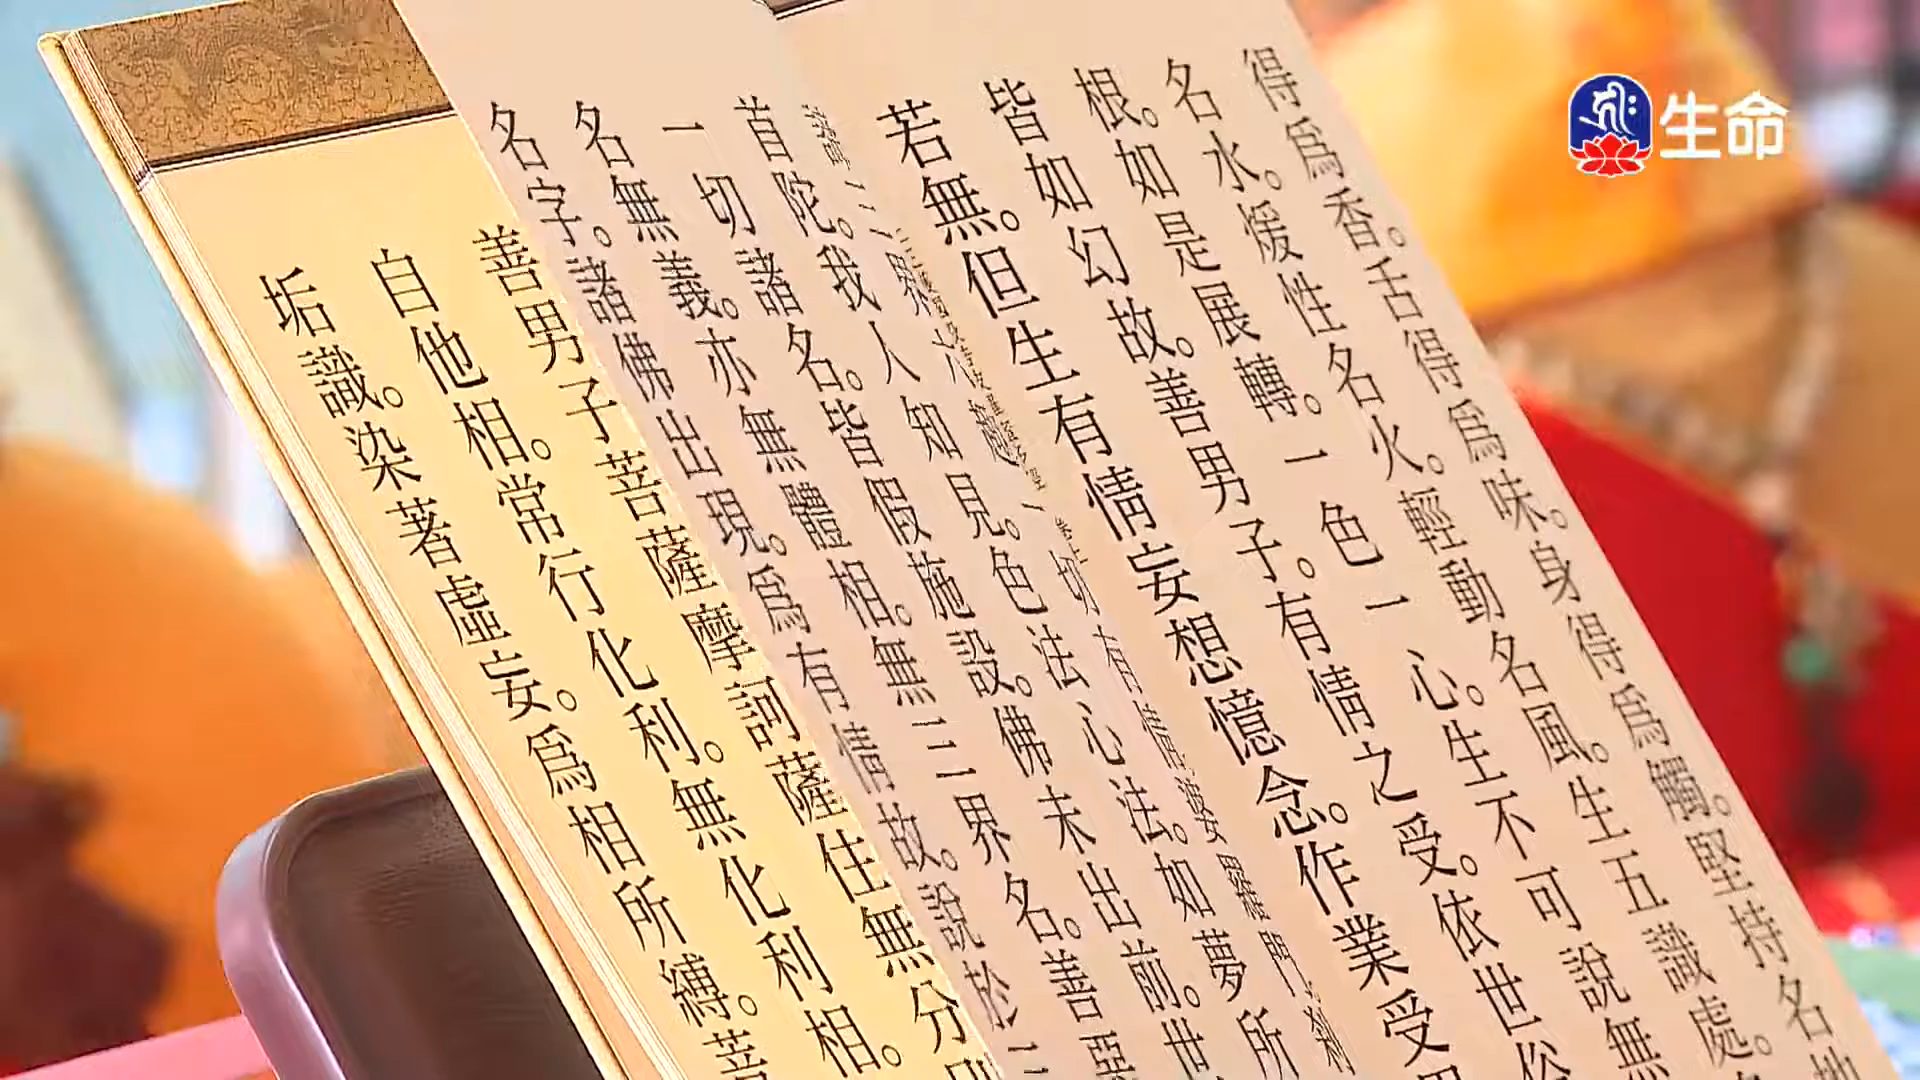 生命
得爲香。舌得爲味。身得爲觸。堅持名地
名水。煖性名火。輕動名風。生五識處。
根。如是展轉。一色一心。生不可說無
皆如幻故。善男子。有情之受。依世俗
若無。但生有情妄想憶念。作業受
一切有情
首陀。我人知見。色法心法。如夢所
一切諸名。皆假施設。佛未出前。世
名無義。亦無體相。無三界名。善惡
名字。諸佛出現。爲有情故。說於三
善男子菩薩摩訶薩住無分別
自他相。常行化利。無化利相。
垢識。染著虛妄。爲相所縛。菩